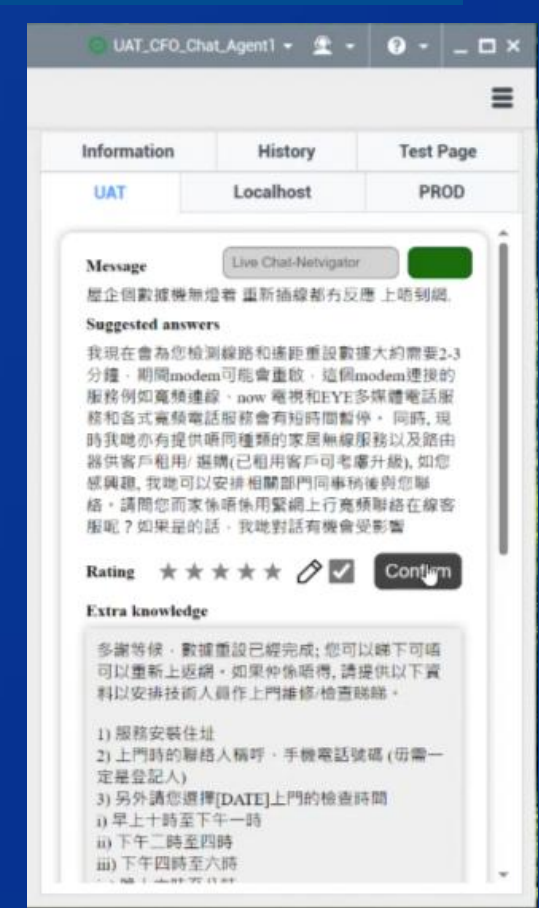 UAT_CFO_Chat_Agent1
Information History Test Page
UAT Localhost PROD
Message Live Chat-Netvigator
屋企個數據機無燈着 重新插線都冇反應 上唔到網.
Suggested answers
我現在會為您檢測線路和遙距重設數據大約需要2-3
分鐘﹐期間modem可能會重啟﹐這個modem連接的
服務例如寬頻連線、now 電視和EYE多媒體電話服
務和各式寬頻電話服務會有短時間暫停。 同時, 現
時我哋亦有提供唔同種類的家居無線服務以及路由
器供客戶租用/ 選購(已租用客戶可考慮升級), 如您
感興趣, 我哋可以安排相關部門同事稍後與您聯
絡。請問您而家係唔係用緊網上行寬頻聯絡在線客
服呢？如果是的話﹐我哋對話有機會受影響
Rating Confirm
Extra knowledge
多謝等候﹐數據重設已經完成; 您可以睇下可唔
可以重新上返網。如果仲係唔得, 請提供以下資
料以安排技術人員作上門維修/檢查睇睇。
1) 服務安裝住址
2) 上門時的聯絡人稱呼﹑手機電話號碼 (毋需一
定是登記人)
3) 另外請您選擇[DATE]上門的檢查時間
i) 早上十時至下午一時
ii) 下午二時至四時
iii) 下午四時至六時